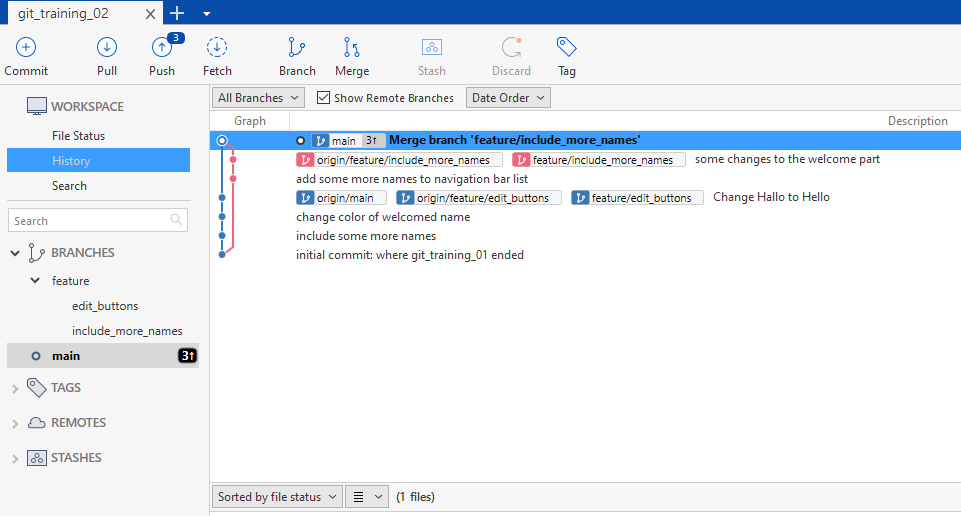 git_training_02
3
Commit Pull Push Fetch Branch Merge Stash Discard Tag
WORKSPACE
File Status
History
Search
Search
BRANCHES
feature
edit_buttons
include_more_names
main 3↑
TAGS
REMOTES
STASHES
All Branches Show Remote Branches Date Order
Graph Description
main 3↑ Merge branch 'feature/include_more_names'
origin/feature/include_more_names feature/include_more_names some changes to the welcome part
add some more names to navigation bar list
origin/main origin/feature/edit_buttons feature/edit_buttons Change Hallo to Hello
change color of welcomed name
include some more names
initial commit: where git_training_01 ended
Sorted by file status (1 files)